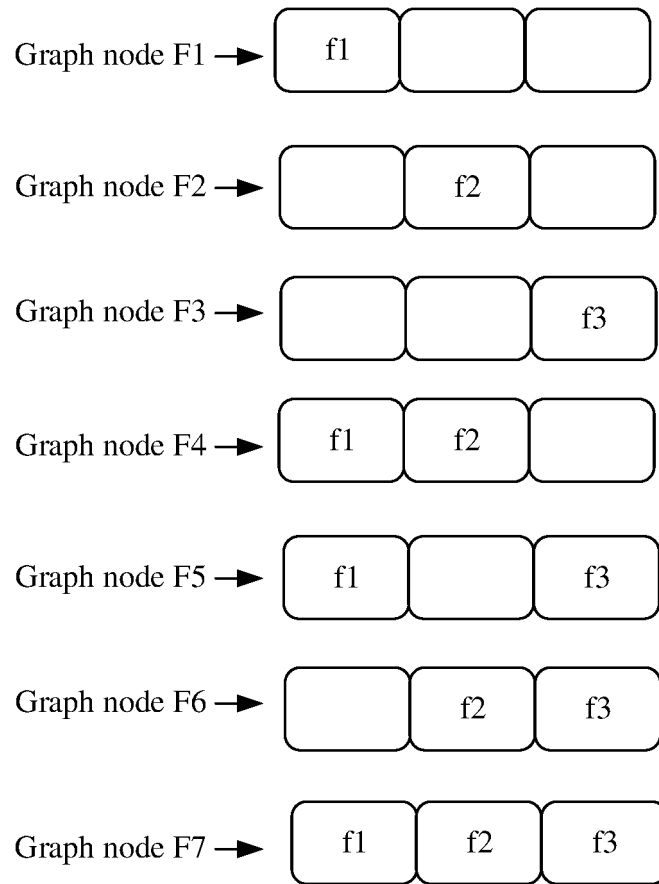 Graph node F1 f1
Graph node F2 f2
Graph node F3 f3
Graph node F4 f1 f2
Graph node F5 f1 f3
Graph node F6 f2 f3
Graph node F7 f1 f2 f3